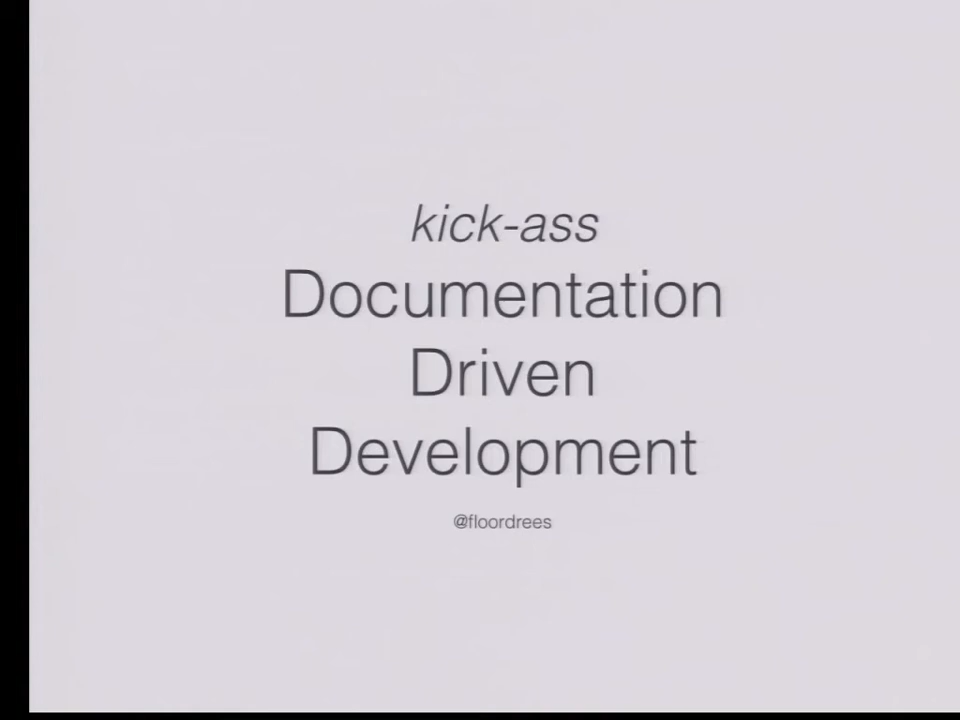 kick-ass
Documentation
Driven
Development
@floordrees